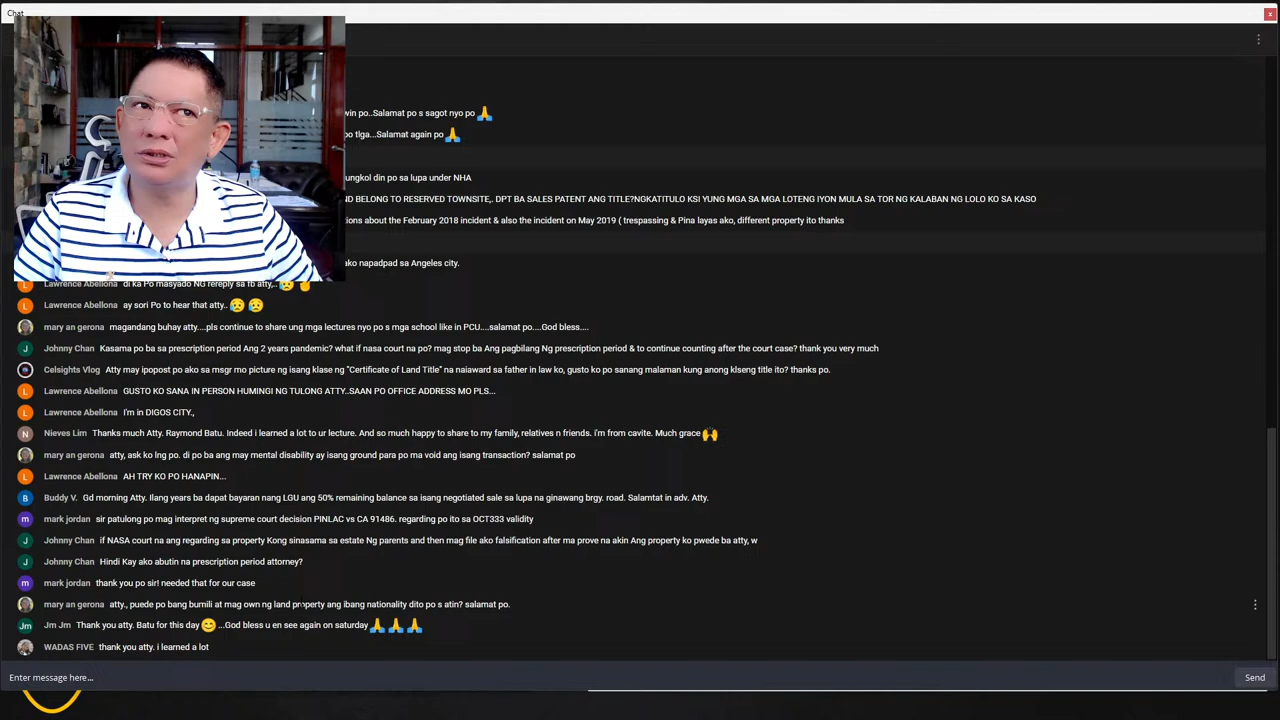 Chat
win po..Salamat po s sagot nyo po 🙏
po tlga...Salamat again po 🙏
ungkol din po sa lupa under NHA
ND BELONG TO RESERVED TOWNSITE,. DPT BA SALES PATENT ANG TITLE?NGKATITULO KSI YUNG MGA SA MGA LOTENG IYON MULA SA TOR NG KALABAN NG LOLO KO SA KASO
tions about the February 2018 incident & also the incident on May 2019 ( trespassing & Pina layas ako, different property ito thanks
ako napadpad sa Angeles city.
L Lawrence Abellona di ka Po masyado NG rereply sa fb atty,..😥
L Lawrence Abellona ay sori Po to hear that atty..😥 😥
mary an gerona magandang buhay atty....pls continue to share ung mga lectures nyo po s mga school like in PCU....salamat po....God bless....
J Johnny Chan Kasama po ba sa prescription period Ang 2 years pandemic? what if nasa court na po? mag stop ba Ang pagbilang Ng prescription period & to continue counting after the court case? thank you very much
Celsights Vlog Atty may ipopost po ako sa msgr mo picture ng isang klase ng "Certificate of Land Title" na naiaward sa father in law ko, gusto ko po sanang malaman kung anong klseng title ito? thanks po.
L Lawrence Abellona GUSTO KO SANA IN PERSON HUMINGI NG TULONG ATTY..SAAN PO OFFICE ADDRESS MO PLS...
L Lawrence Abellona I'm in DIGOS CITY.,
N Nieves Lim Thanks much Atty. Raymond Batu. Indeed i learned a lot to ur lecture. And so much happy to share to my family, relatives n friends. i'm from cavite. Much grace 🙌
mary an gerona atty, ask ko lng po. di po ba ang may mental disability ay isang ground para po ma void ang isang transaction? salamat po
L Lawrence Abellona AH TRY KO PO HANAPIN...
B Buddy V. Gd morning Atty. Ilang years ba dapat bayaran nang LGU ang 50% remaining balance sa isang negotiated sale sa lupa na ginawang brgy. road. Salamtat in adv. Atty.
m mark jordan sir patulong po mag interpret ng supreme court decision PINLAC vs CA 91486. regarding po ito sa OCT333 validity
J Johnny Chan if NASA court na ang regarding sa property Kong sinasama sa estate Ng parents and then mag file ako falsification after ma prove na akin Ang property ko pwede ba atty, w
J Johnny Chan Hindi Kay ako abutin na prescription period attorney?
m mark jordan thank you po sir! needed that for our case
mary an gerona atty., puede po bang bumili at mag own ng land property ang ibang nationality dito po s atin? salamat po.
Jm Jm Jm Thank you atty. Batu for this day 😊 ...God bless u en see again on saturday 🙏 🙏 🙏
WADAS FIVE thank you atty. i learned a lot
Enter message here...
Send